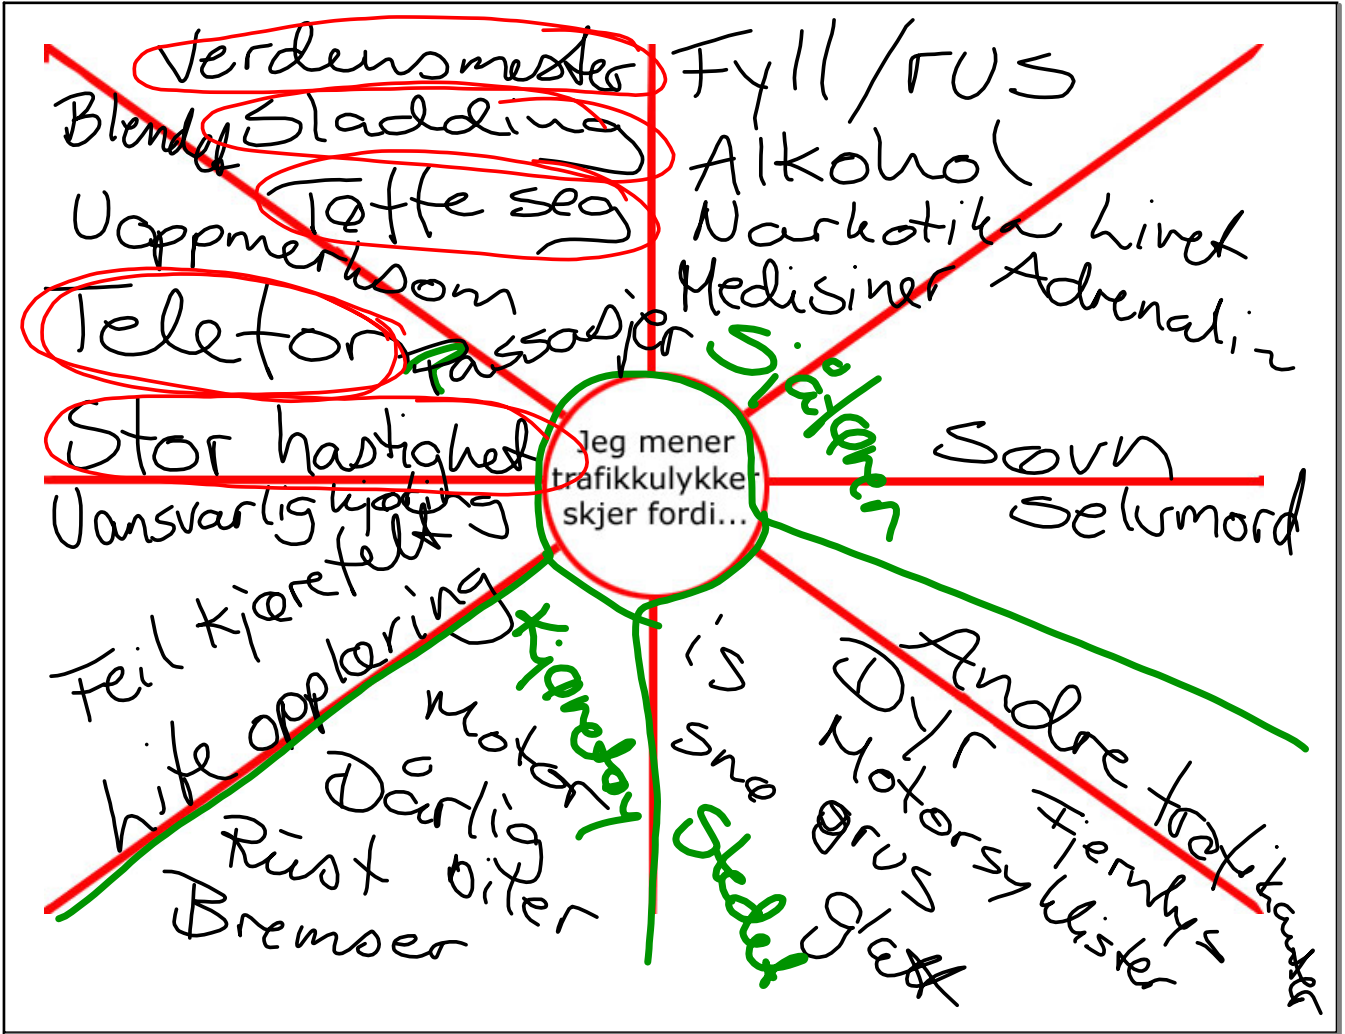 Verdensmester
Sladding
Tøffe seg
Blendet
Uoppmerksom
Telefon
Passasjer
Stor hastighet
Fyll/rus
Alkohol
Narkotika
Medisiner
Livet
Adrenalin
Sjåføren
Søvn
Selvmord
Jeg mener
trafikkulykker
skjer fordi...
Uansvarlig kjøring
Feil kjørefelt
Lite opplæring
Kjøretøy
Motor
Dårlig
Rust biler
Bremser
is
snø
grus
glatt
Stedet
Dyr
Motorsyklister
Andre trafikanter
Fernlys